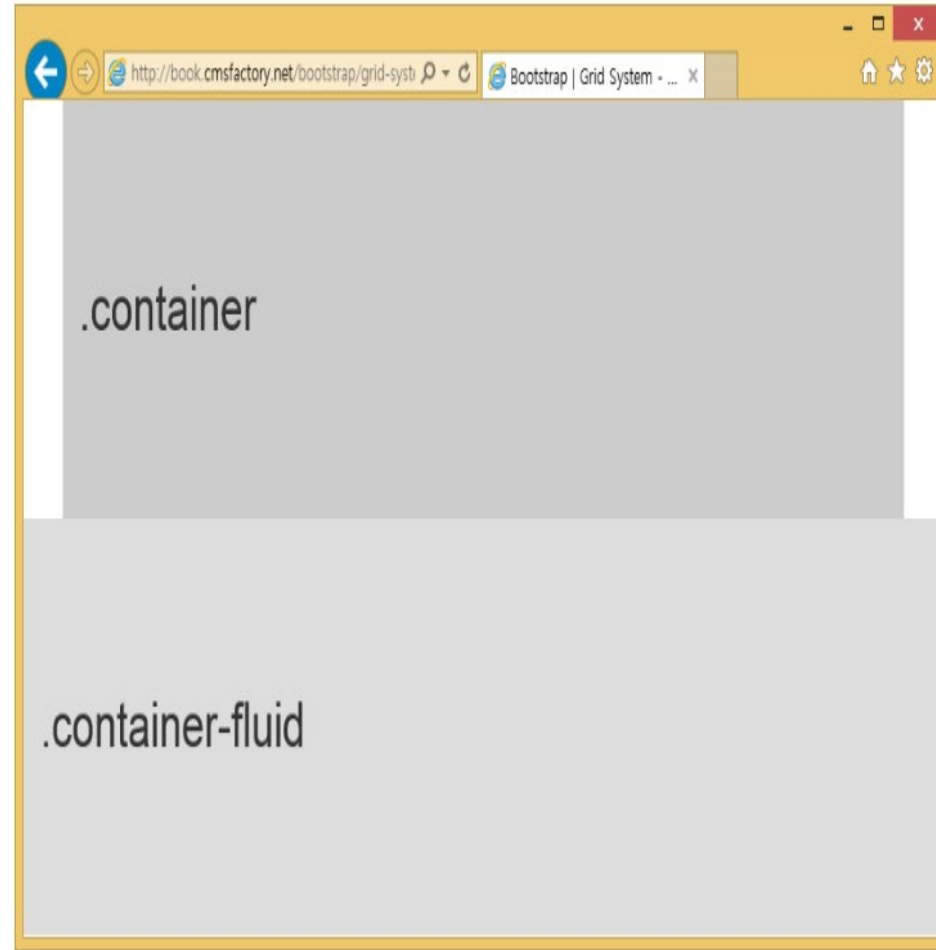 http://book.cmsfactory.net/bootstrap/grid-syst
Bootstrap | Grid System - ...
.container
.container-fluid